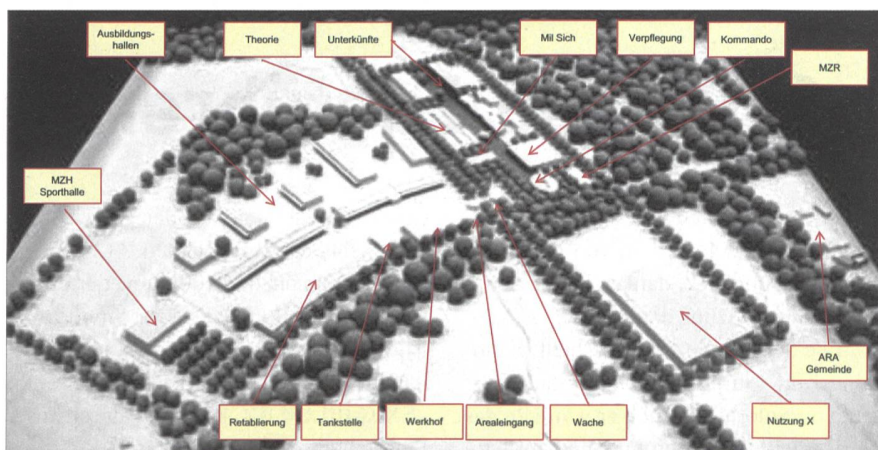 Ausbildungs-
hallen
Theorie
Unterkünfte
Mil Sich
Verpflegung
Kommando
MZR
MZH
Sporthalle
ARA
Gemeinde
Retablierung
Tankstelle
Werkhof
Arealeingang
Wache
Nutzung X